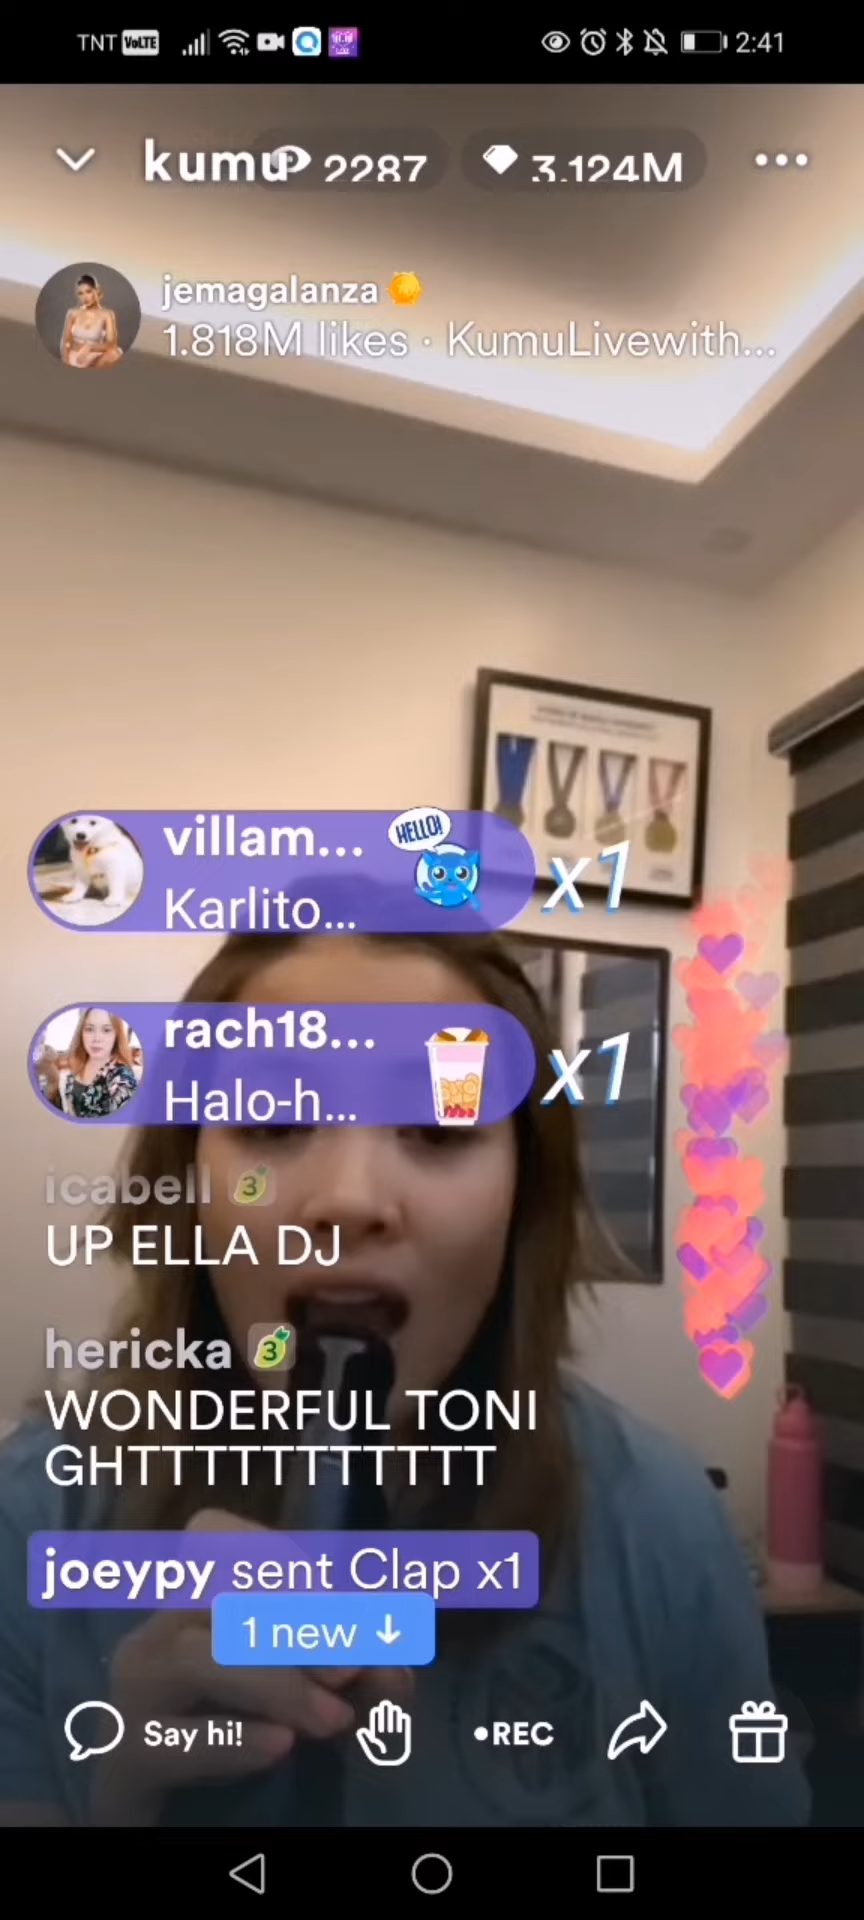 TNT VoLTE 2:41
kumu 2287 3.124M
jemagalanza
1.818M likes · KumuLivewith...
villam... HELLO! x1
Karlito...
rach18... x1
Halo-h...
icabell 3
UP ELLA DJ
hericka 3
WONDERFUL TONI
GHTTTTTTTTTTT
joeypy sent Clap x1
1 new
Say hi! •REC